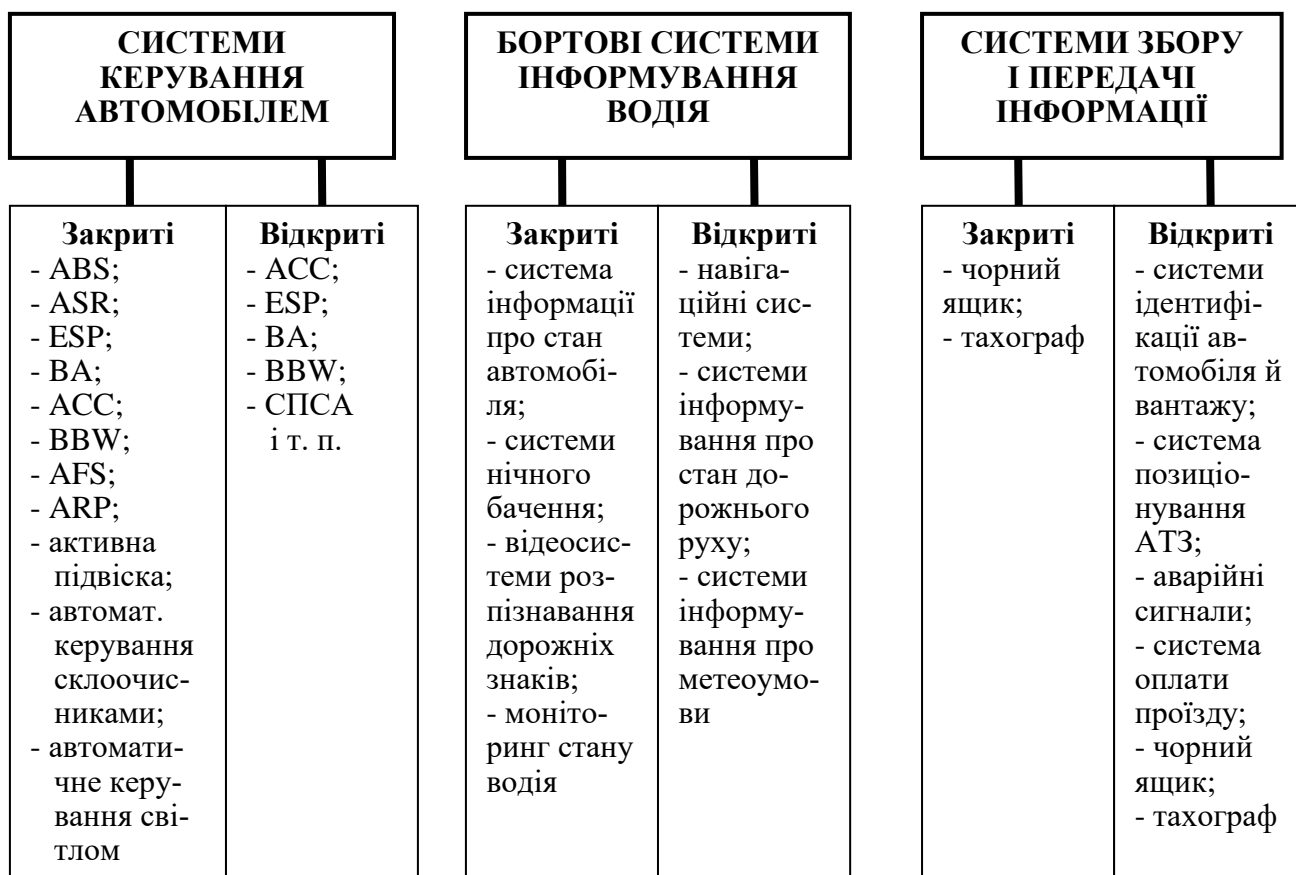 СИСТЕМИ
КЕРУВАННЯ
АВТОМОБІЛЕМ
Закриті
- ABS;
- ASR;
- ESP;
- BA;
- ACC;
- BBW;
- AFS;
- ARP;
- активна
підвіска;
- автомат.
керування
склоочис-
никами;
- автомати-
чне керу-
вання сві-
тлом
Відкриті
- ACC;
- ESP;
- BA;
- BBW;
- СПСА
і т. п.
БОРТОВІ СИСТЕМИ
ІНФОРМУВАННЯ
ВОДІЯ
Закриті
- система
інформації
про стан
автомобі-
ля;
- системи
нічного
бачення;
- відеосис-
теми роз-
пізнавання
дорожніх
знаків;
- моніто-
ринг стану
водія
Відкриті
- навіга-
ційні сис-
теми;
- системи
інформу-
вання про
стан до-
рожнього
руху;
- системи
інформу-
вання про
метеоумо-
ви
СИСТЕМИ ЗБОРУ
І ПЕРЕДАЧІ
ІНФОРМАЦІЇ
Закриті
- чорний
ящик;
- тахограф
Відкриті
- системи
ідентифі-
кації ав-
томобіля й
вантажу;
- система
позиціо-
нування
АТЗ;
- аварійні
сигнали;
- система
оплати
проїзду;
- чорний
ящик;
- тахограф